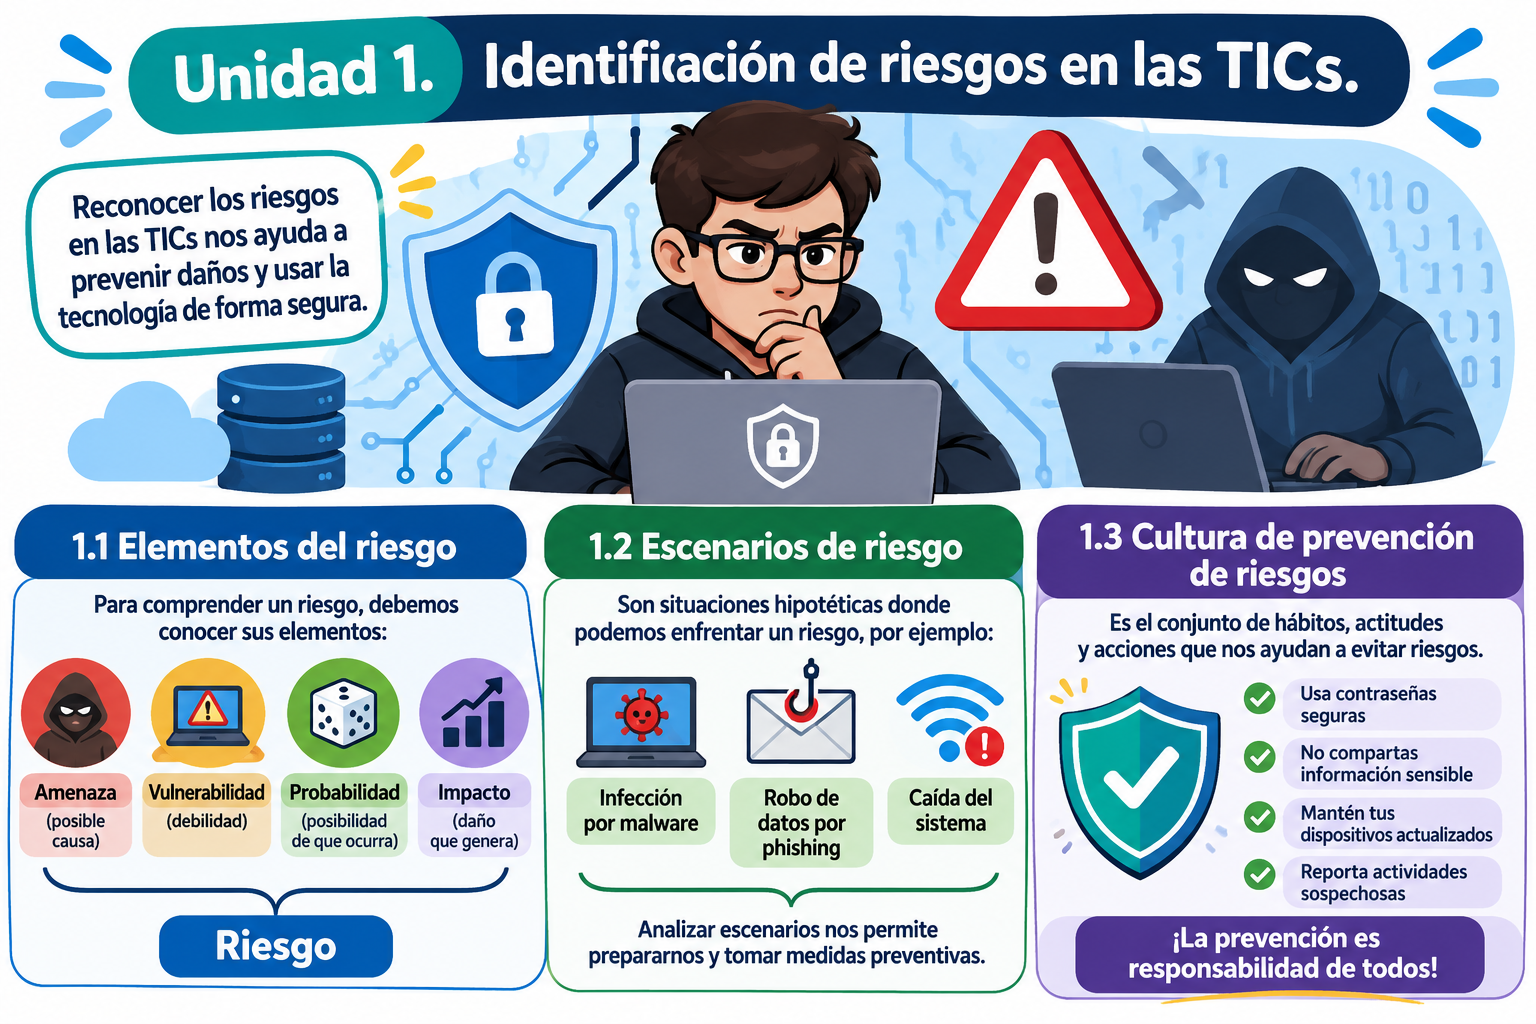 Unidad 1.
Identificación de riesgos en las TICs.
Reconocer los riesgos
en las TICs nos ayuda a
prevenir daños y usar la
tecnología de forma segura.
1.1 Elementos del riesgo
Para comprender un riesgo, debemos
conocer sus elementos:
Amenaza
(posible
causa)
Vulnerabilidad
(debilidad)
Probabilidad
(posibilidad
de que ocurra)
Impacto
(daño
que genera)
Riesgo
1.2 Escenarios de riesgo
Son situaciones hipotéticas donde
podemos enfrentar un riesgo, por ejemplo:
Infección
por malware
Robo de
datos por
phishing
Caída del
sistema
Analizar escenarios nos permite
prepararnos y tomar medidas preventivas.
1.3 Cultura de prevención
de riesgos
Es el conjunto de hábitos, actitudes
y acciones que nos ayudan a evitar riesgos.
Usa contraseñas
seguras
No compartas
información sensible
Mantén tus
dispositivos actualizados
Reporta actividades
sospechosas
¡La prevención es
responsabilidad de todos!